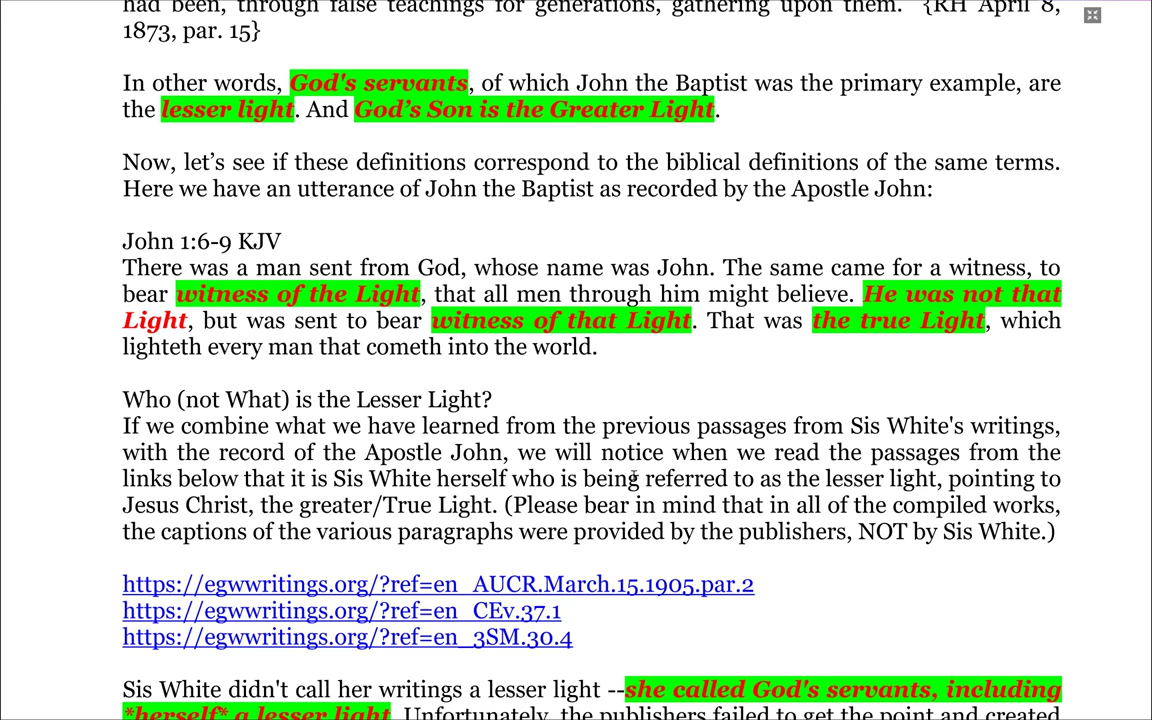 had been, through false teachings for generations, gathering upon them." {RH April 8,
1873, par. 15}
In other words, God's servants, of which John the Baptist was the primary example, are
the lesser light. And God’s Son is the Greater Light.
Now, let’s see if these definitions correspond to the biblical definitions of the same terms.
Here we have an utterance of John the Baptist as recorded by the Apostle John:
John 1:6-9 KJV
There was a man sent from God, whose name was John. The same came for a witness, to
bear witness of the Light, that all men through him might believe. He was not that
Light, but was sent to bear witness of that Light. That was the true Light, which
lighteth every man that cometh into the world.
Who (not What) is the Lesser Light?
If we combine what we have learned from the previous passages from Sis White's writings,
with the record of the Apostle John, we will notice when we read the passages from the
links below that it is Sis White herself who is being referred to as the lesser light, pointing to
Jesus Christ, the greater/True Light. (Please bear in mind that in all of the compiled works,
the captions of the various paragraphs were provided by the publishers, NOT by Sis White.)
https://egwwritings.org/?ref=en_AUCR.March.15.1905.par.2
https://egwwritings.org/?ref=en_CEv.37.1
https://egwwritings.org/?ref=en_3SM.30.4
Sis White didn't call her writings a lesser light --she called God's servants, including
*herself* a lesser light. Unfortunately, the publishers failed to get the point and created